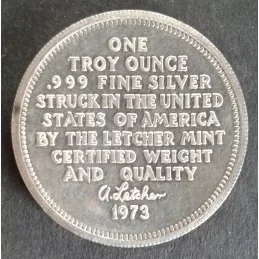 ONE
TROY OUNCE
.999 FINE SILVER
STRUCK IN THE UNITED
STATES OF AMERICA
BY THE LETCHER MINT
CERTIFIED WEIGHT
AND QUALITY
A. Letcher
1973